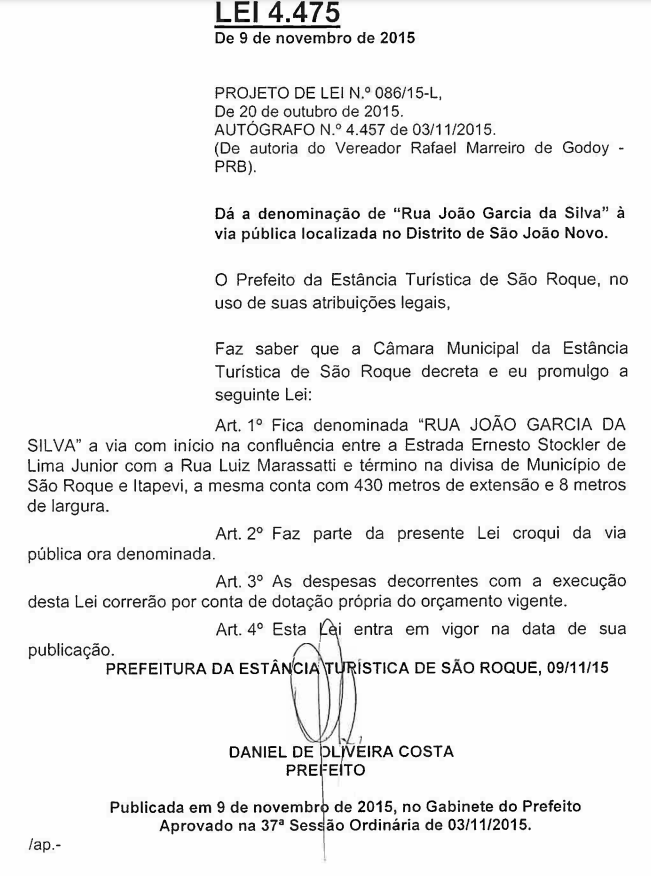 LEI 4.475
De 9 de novembro de 2015
PROJETO DE LEI N.º 086/15-L,
De 20 de outubro de 2015.
AUTÓGRAFO N.º 4.457 de 03/11/2015.
(De autoria do Vereador Rafael Marreiro de Godoy -
PRB).
Dá a denominação de “Rua João Garcia da Silva” à
via pública localizada no Distrito de São João Novo.
O Prefeito da Estância Turística de São Roque, no
uso de suas atribuições legais,
Faz saber que a Câmara Municipal da Estância
Turística de São Roque decreta e eu promulgo a
seguinte Lei:
Art. 1º Fica denominada “RUA JOÃO GARCIA DA
SILVA” a via com início na confluência entre a Estrada Ernesto Stockler de
Lima Junior com a Rua Luiz Marassatti e término na divisa de Município de
São Roque e Itapevi, a mesma conta com 430 metros de extensão e 8 metros
de largura.
Art. 2º Faz parte da presente Lei croqui da via
pública ora denominada.
Art. 3º As despesas decorrentes com a execução
desta Lei correrão por conta de dotação própria do orçamento vigente.
Art. 4º Esta Lei entra em vigor na data de sua
publicação.
PREFEITURA DA ESTÂNCIA TURÍSTICA DE SÃO ROQUE, 09/11/15
DANIEL DE OLIVEIRA COSTA
PREFEITO
Publicada em 9 de novembro de 2015, no Gabinete do Prefeito
Aprovado na 37ª Sessão Ordinária de 03/11/2015.
/ap.-